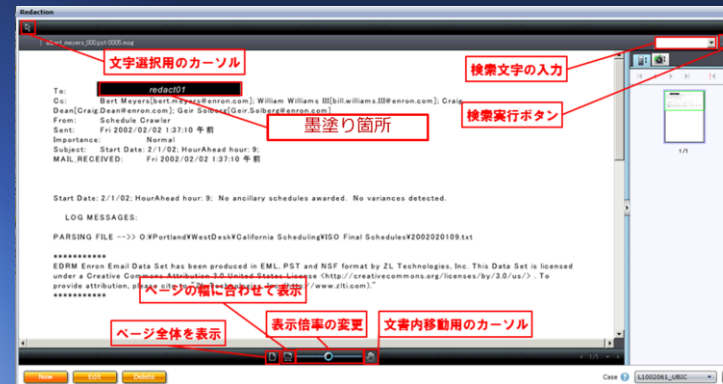 Redaction
albert_meyers_000.pst-0005.msg
文字選択用のカーソル
検索文字の入力
To: redact01
Cc: Bert Meyers[bert.meyers@enron.com]; William Williams III[bill.williams.III@enron.com]; Craig
Dean[Craig.Dean@enron.com]; Geir Solberg[Geir.Solberg@enron.com]
From: Schedule Crawler
墨塗り箇所
検索実行ボタン
Sent: Fri 2002/02/02 1:37:10 午前
Importance: Normal
Subject: Start Date: 2/1/02; HourAhead hour: 9;
MAIL_RECEIVED: Fri 2002/02/02 1:37:10 午前
1/1
Start Date: 2/1/02; HourAhead hour: 9; No ancillary schedules awarded. No variances detected.
LOG MESSAGES:
PARSING FILE -->> O:¥Portland¥WestDesk¥California Scheduling¥ISO Final Schedules¥2002020109.txt
***********
EDRM Enron Email Data Set has been produced in EML, PST and NSF format by ZL Technologies, Inc. This Data Set is licensed
under a Creative Commons Attribution 3.0 United States License <http://creativecommons.org/licenses/by/3.0/us/> . To
provide attribution, please cite to "ZL Technologies, Inc. (http://www.zlti.com)."
***********
ページの幅に合わせて表示
ページ全体を表示
表示倍率の変更
文書内移動用のカーソル
1/1
New
Edit
Delete
Case
L1002061_UBIC